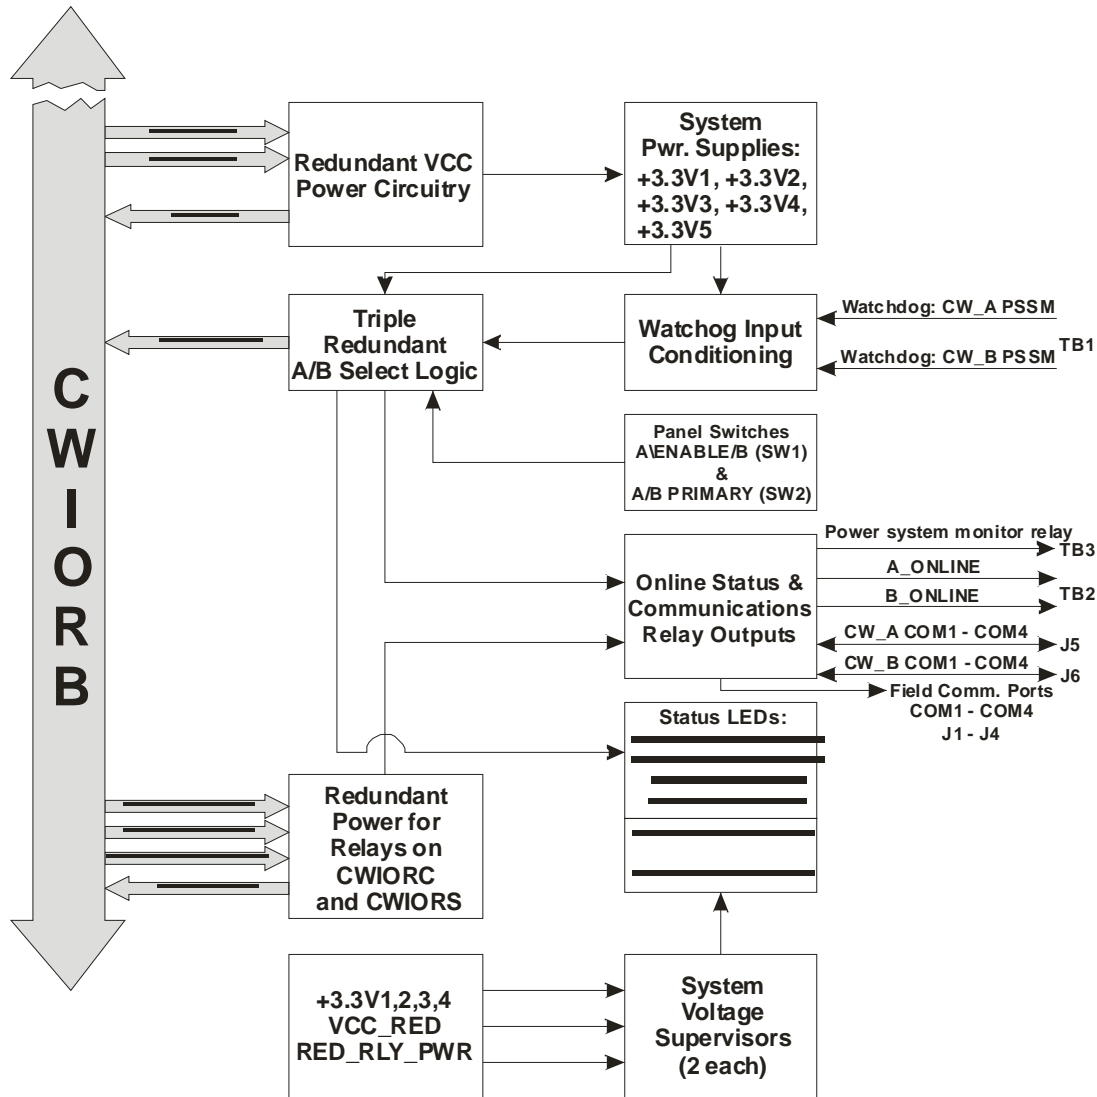 CWIORB
Redundant VCC
Power Circuitry
System
Pwr. Supplies:
+3.3V1, +3.3V2,
+3.3V3, +3.3V4,
+3.3V5
Triple
Redundant
A/B Select Logic
Watchog Input
Conditioning
Watchdog: CW_A PSSM
TB1
Watchdog: CW_B PSSM
Panel Switches
A\ENABLE/B (SW1)
&
A/B PRIMARY (SW2)
Online Status &
Communications
Relay Outputs
Power system monitor relay
TB3
A_ONLINE
TB2
B_ONLINE
CW_A COM1 - COM4
J5
CW_B COM1 - COM4
J6
Field Comm. Ports
COM1 - COM4
J1 - J4
Status LEDs:
Redundant
Power for
Relays on
CWIORC
and CWIORS
+3.3V1,2,3,4
VCC_RED
RED_RLY_PWR
System
Voltage
Supervisors
(2 each)